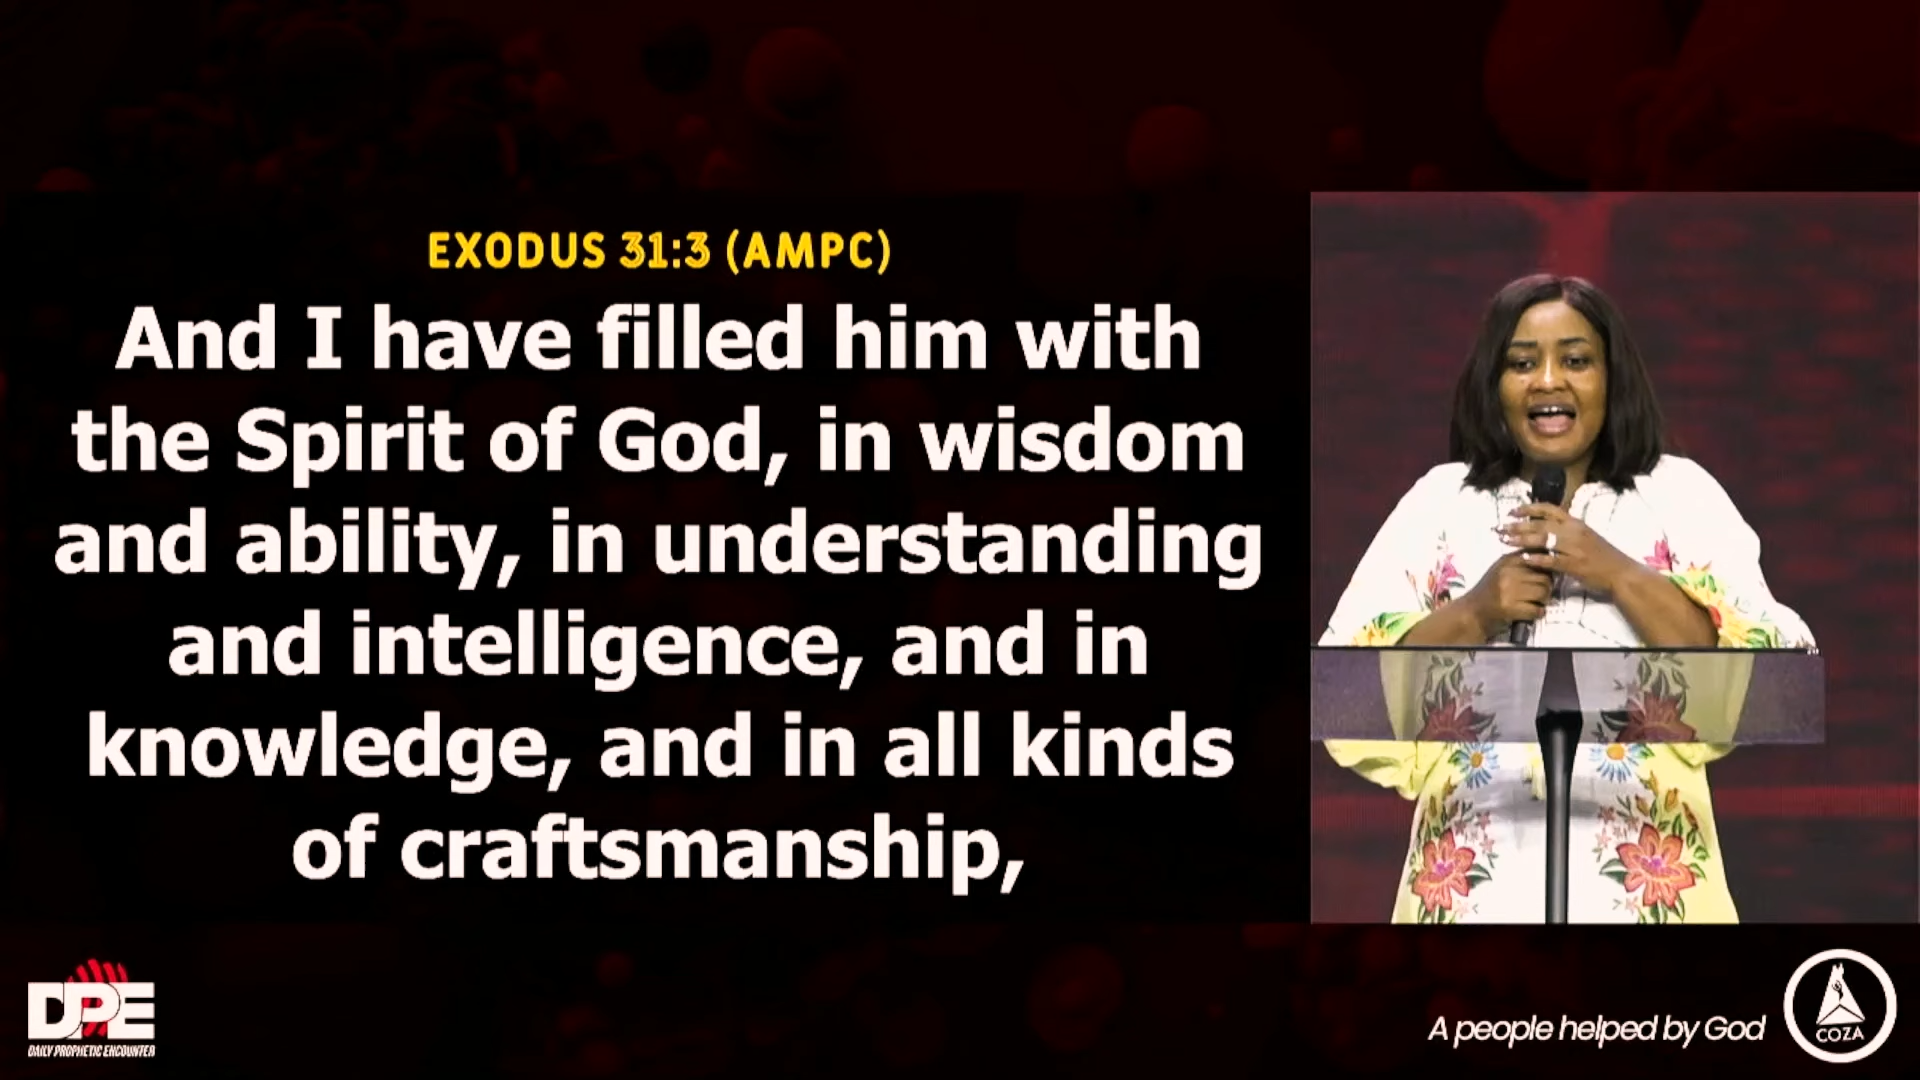 EXODUS 31:3 (AMPC)
And I have filled him with
the Spirit of God, in wisdom
and ability, in understanding
and intelligence, and in
knowledge, and in all kinds
of craftsmanship,
DPE
DAILY PROPHETIC ENCOUNTER
A people helped by God
COZA